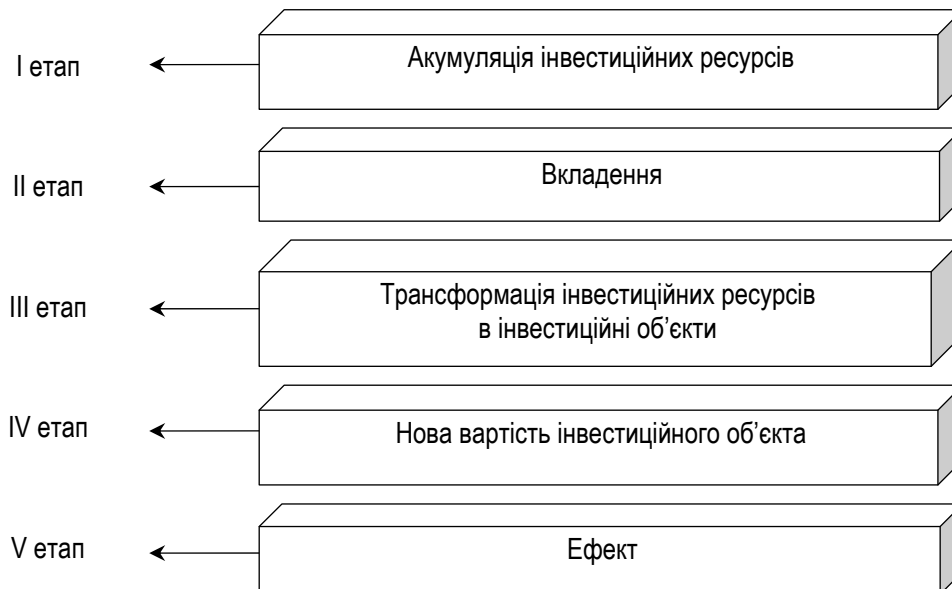 I етап
Акумуляція інвестиційних ресурсів
II етап
Вкладення
III етап
Трансформація інвестиційних ресурсів
в інвестиційні об’єкти
IV етап
Нова вартість інвестиційного об’єкта
V етап
Ефект